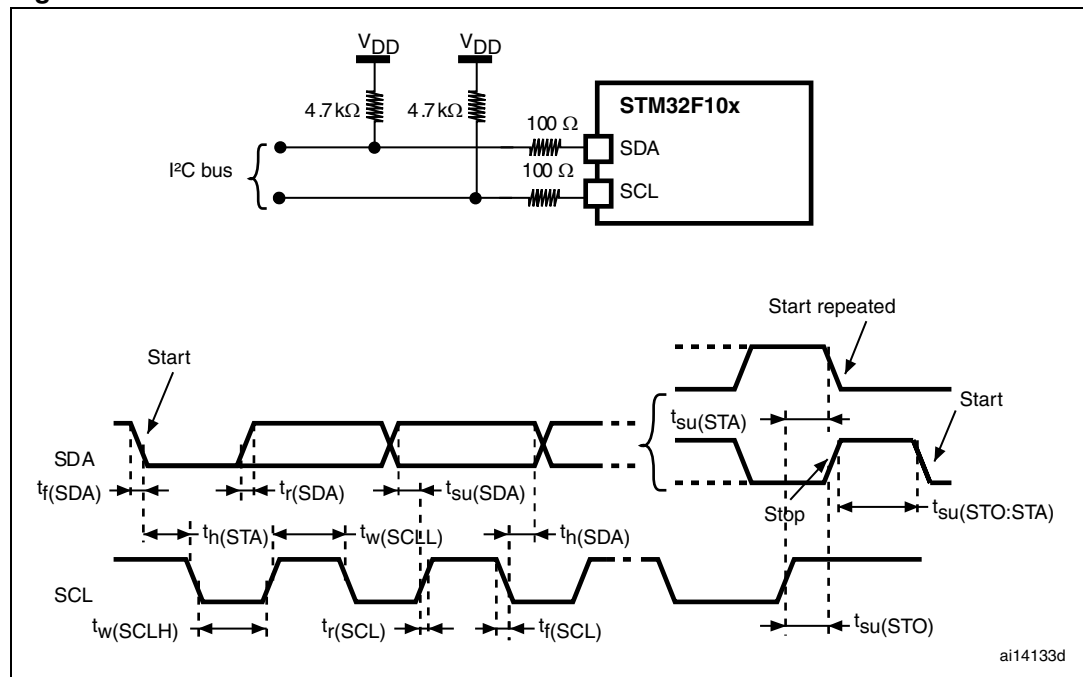 VDD VDD
4.7kΩ 4.7kΩ
STM32F10x
100 Ω
SDA
I²C bus
100 Ω
SCL
Start repeated
Start
Start
tsu(STA)
SDA
tf(SDA) tr(SDA) tsu(SDA)
Stop
tsu(STO:STA)
th(STA) tw(SCLL) th(SDA)
SCL
tw(SCLH) tr(SCL) tf(SCL) tsu(STO)
ai14133d